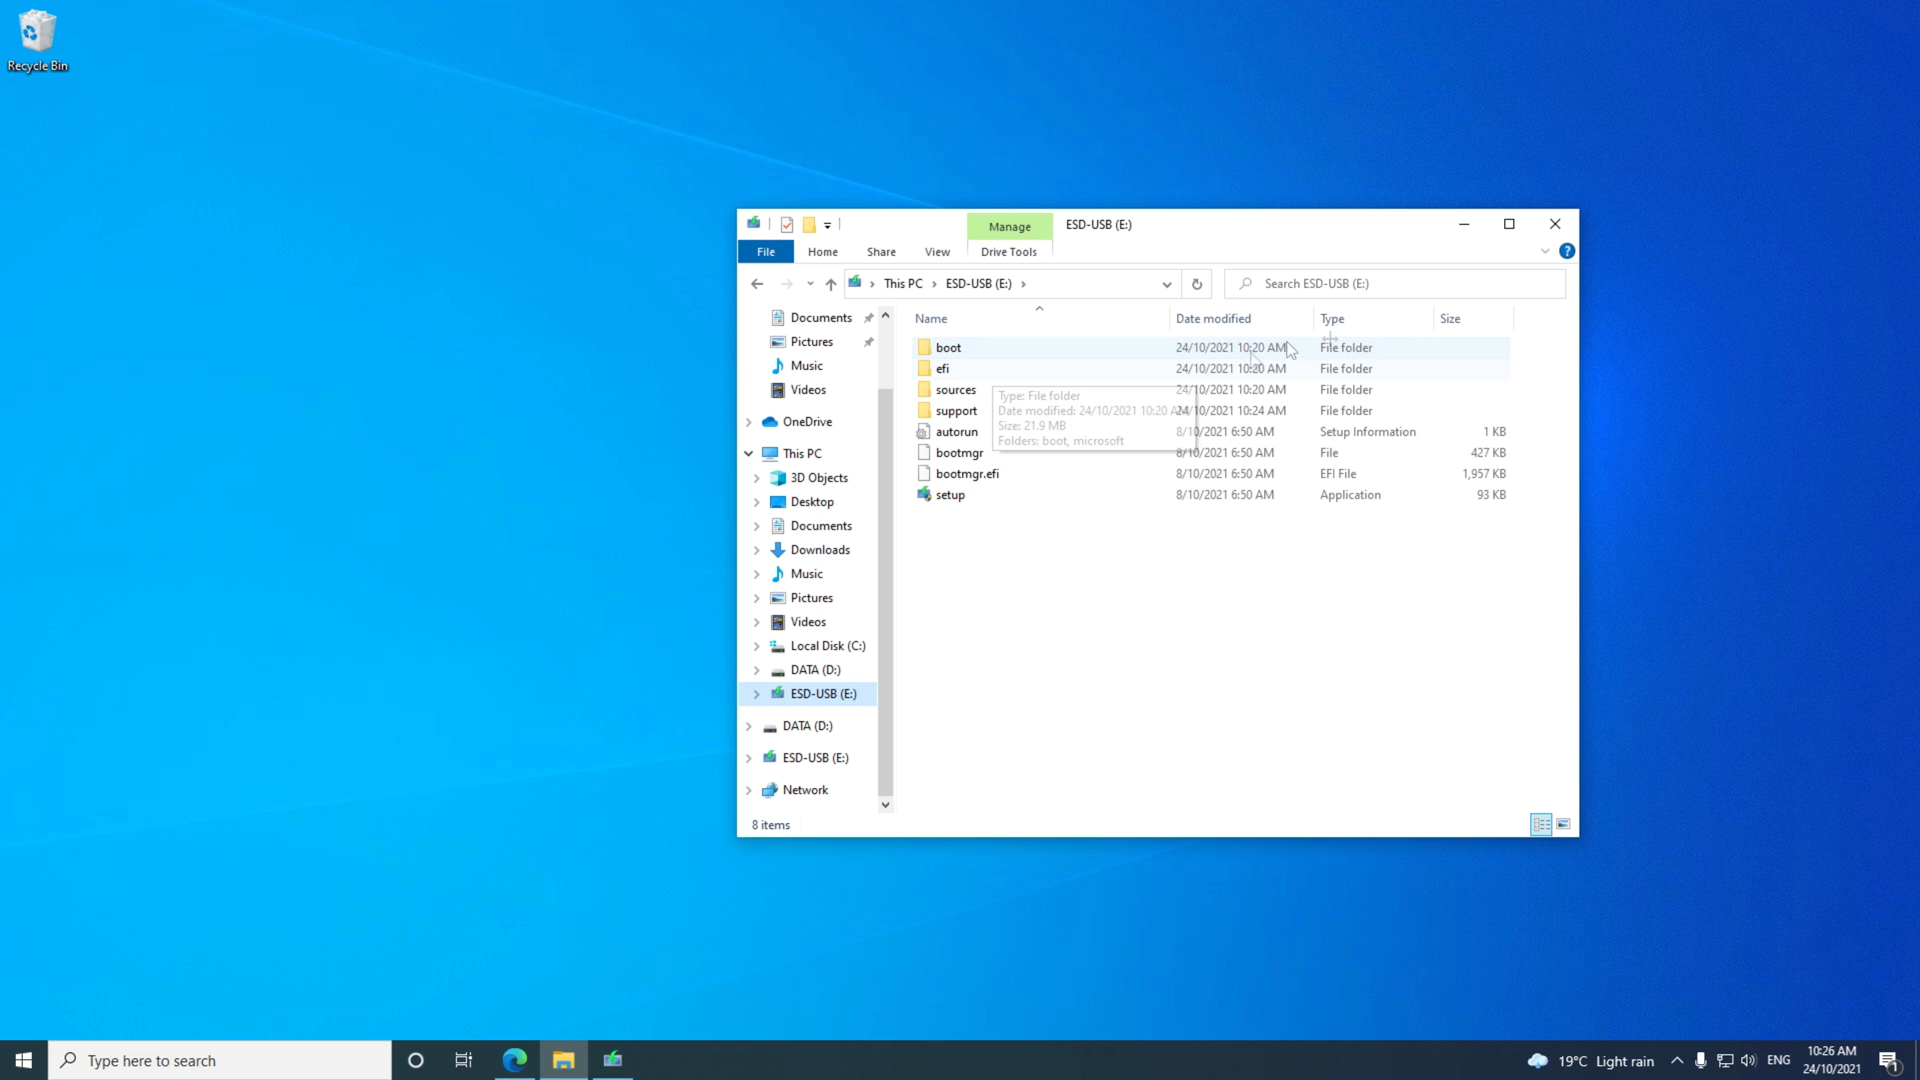 Recycle Bin
Manage
ESD-USB (E:)
File
Home
Share
View
Drive Tools
This PC
ESD-USB (E:)
Search ESD-USB (E:)
Documents
Pictures
Music
Videos
OneDrive
This PC
3D Objects
Desktop
Documents
Downloads
Music
Pictures
Videos
Local Disk (C:)
DATA (D:)
ESD-USB (E:)
DATA (D:)
ESD-USB (E:)
Network
Name Date modified Type Size
boot 24/10/2021 10:20 AM File folder
efi 24/10/2021 10:20 AM File folder
sources 24/10/2021 10:20 AM File folder
support 24/10/2021 10:24 AM File folder
autorun 8/10/2021 6:50 AM Setup Information 1 KB
bootmgr 8/10/2021 6:50 AM File 427 KB
bootmgr.efi 8/10/2021 6:50 AM EFI File 1,957 KB
setup 8/10/2021 6:50 AM Application 93 KB
Type: File folder
Date modified: 24/10/2021 10:20 AM
Size: 21.9 MB
Folders: boot, microsoft
8 items
Type here to search
19°C Light rain
ENG
10:26 AM
24/10/2021
1